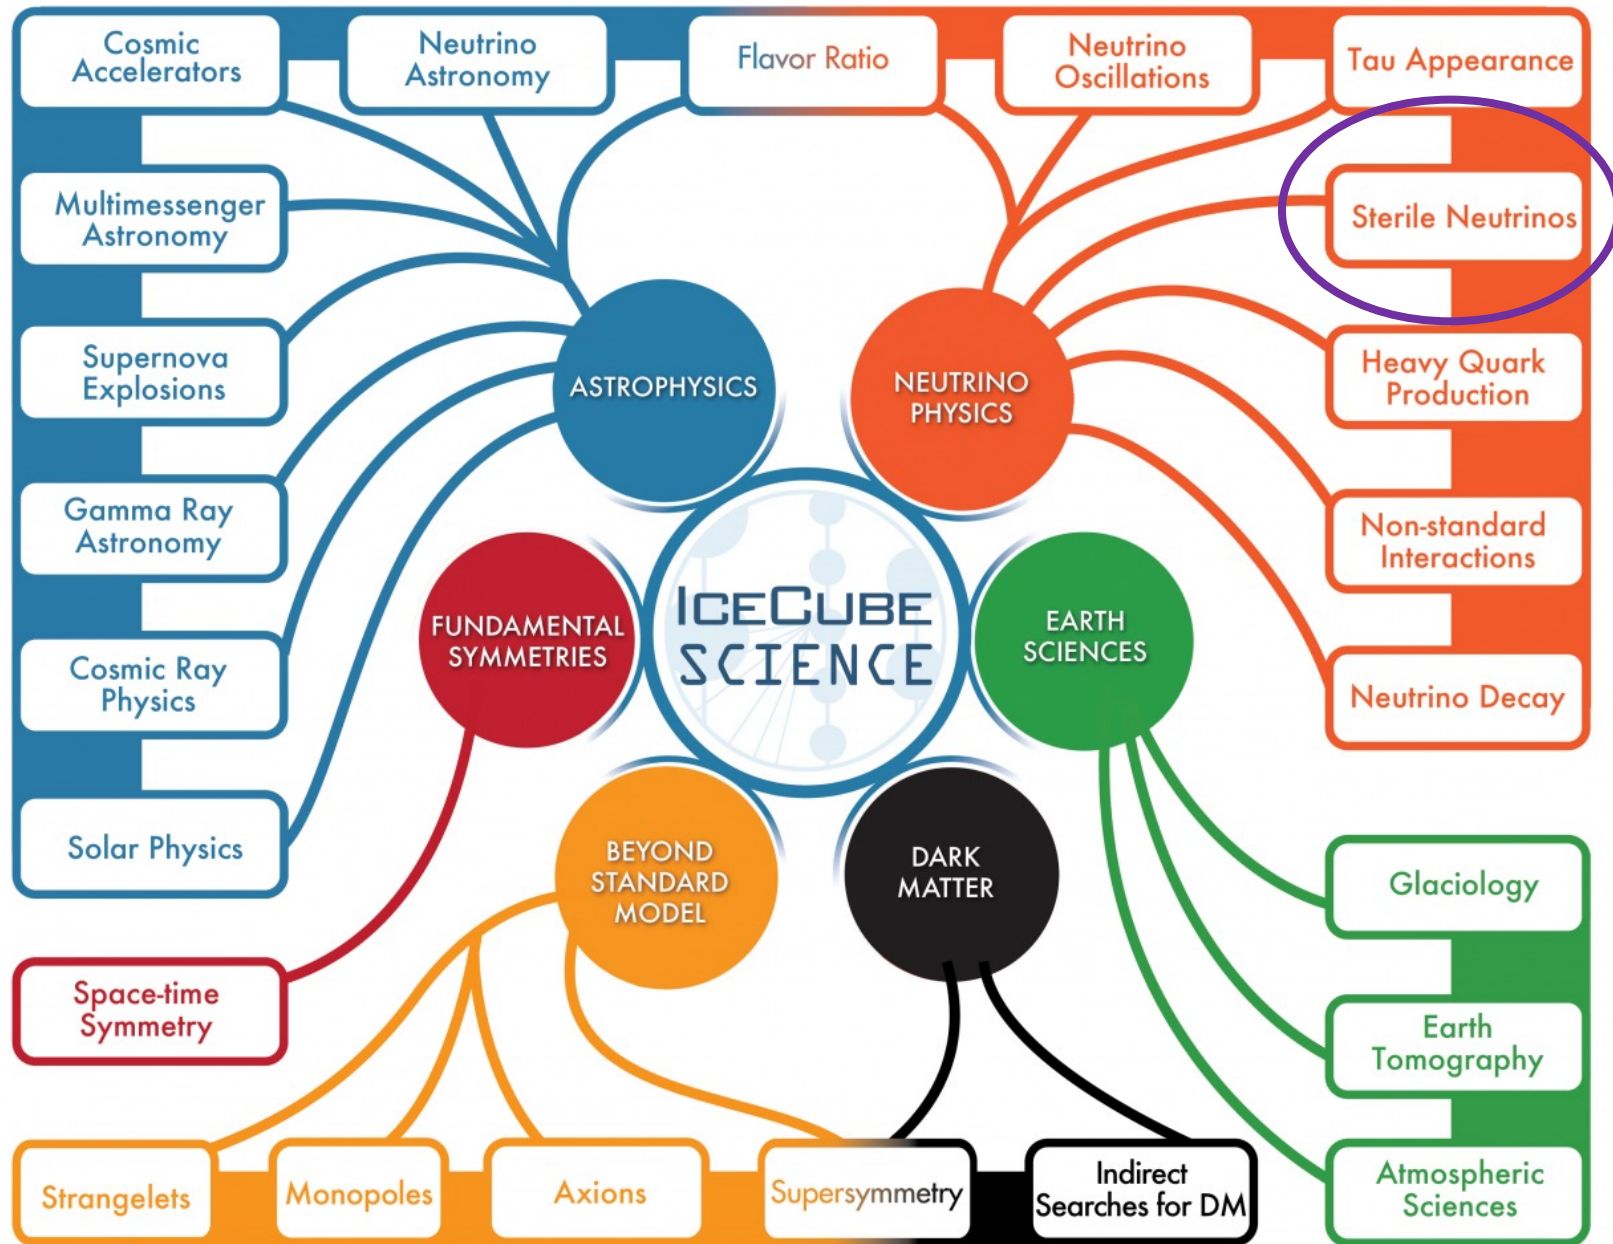 Cosmic
Accelerators
Neutrino
Astronomy
Flavor Ratio
Neutrino
Oscillations
Tau Appearance
Multimessenger
Astronomy
Sterile Neutrinos
Supernova
Explosions
ASTROPHYSICS
NEUTRINO
PHYSICS
Heavy Quark
Production
Gamma Ray
Astronomy
Non-standard
Interactions
FUNDAMENTAL
SYMMETRIES
ICECUBE
SCIENCE
EARTH
SCIENCES
Cosmic Ray
Physics
Neutrino Decay
Solar Physics
BEYOND
STANDARD
MODEL
DARK
MATTER
Glaciology
Space-time
Symmetry
Earth
Tomography
Strangelets
Monopoles
Axions
Supersymmetry
Indirect
Searches for DM
Atmospheric
Sciences